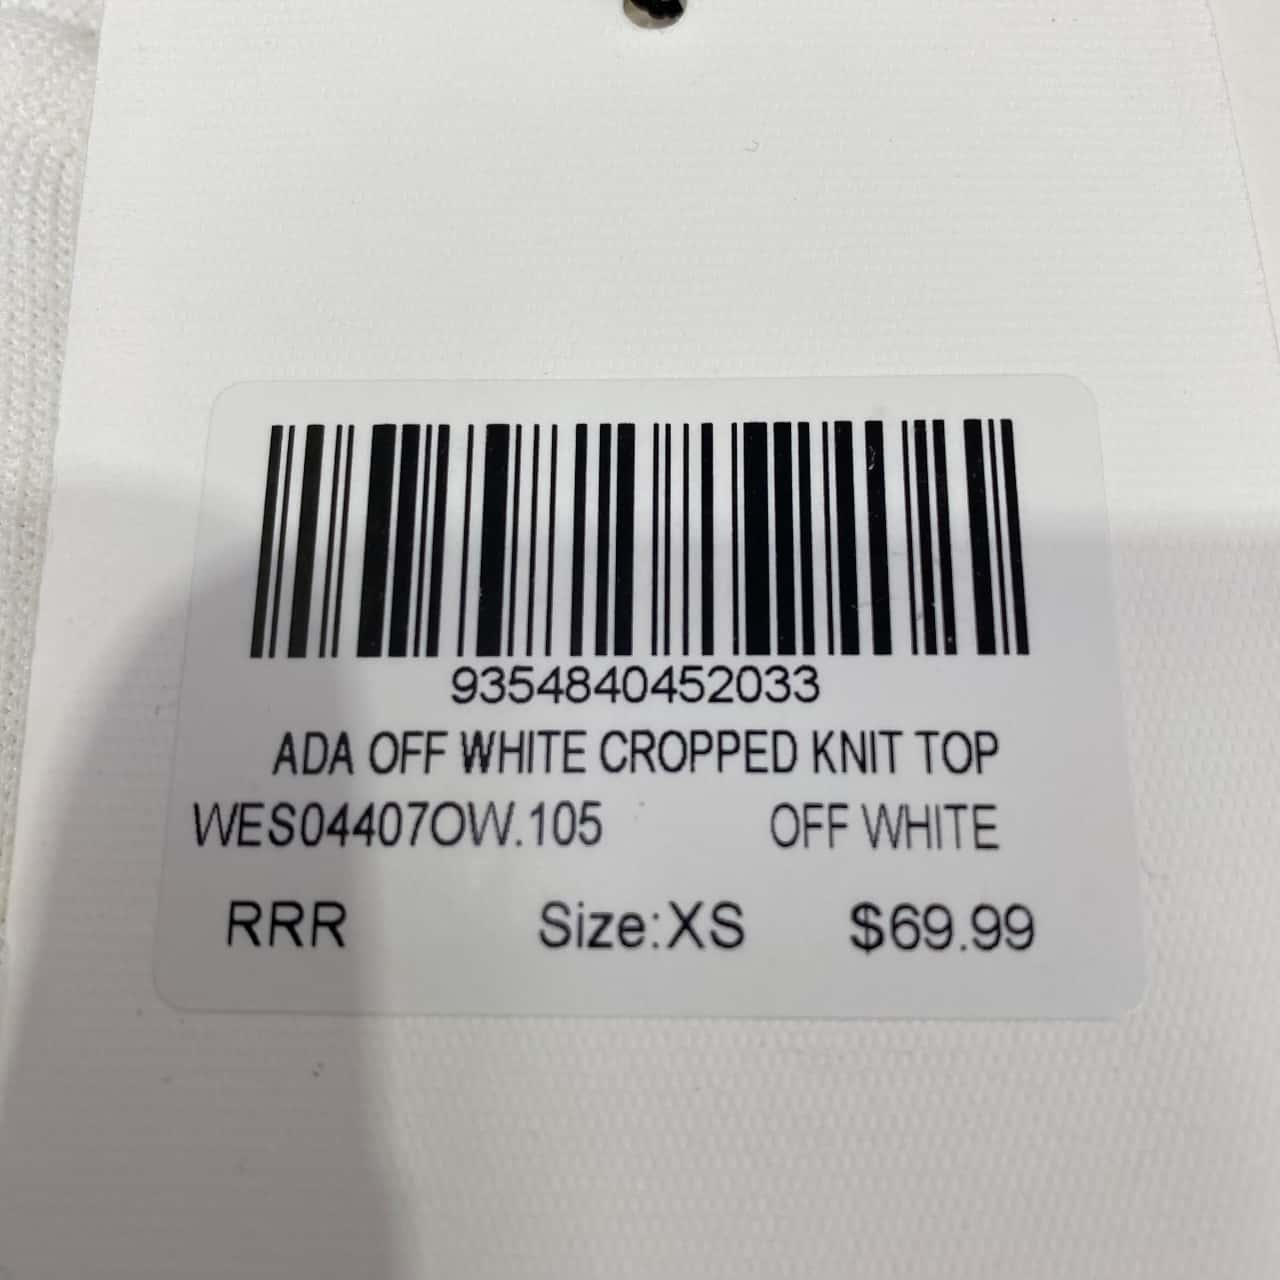 9354840452033
ADA OFF WHITE CROPPED KNIT TOP
WES04407OW.105 OFF WHITE
RRR Size:XS $69.99